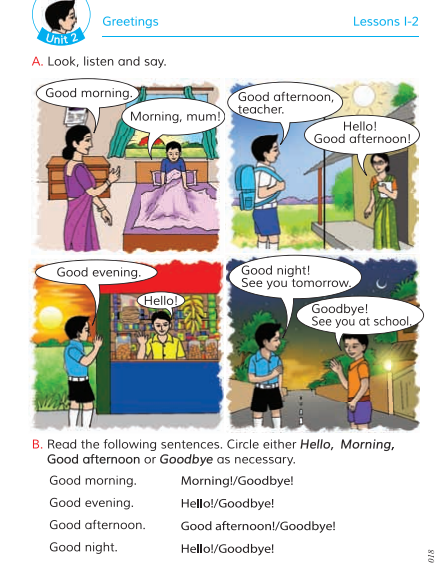 Greetings
Lessons 1-2
Unit 2
A. Look, listen and say.
Good morning.
Morning, mum!
Good afternoon,
teacher.
Hello!
Good afternoon!
Good evening.
Hello!
Good night!
See you tomorrow.
Goodbye!
See you at school.
B. Read the following sentences. Circle either Hello, Morning,
Good afternoon or Goodbye as necessary.
Good morning. Morning!/Goodbye!
Good evening. Hello!/Goodbye!
Good afternoon. Good afternoon!/Goodbye!
Good night. Hello!/Goodbye!
018